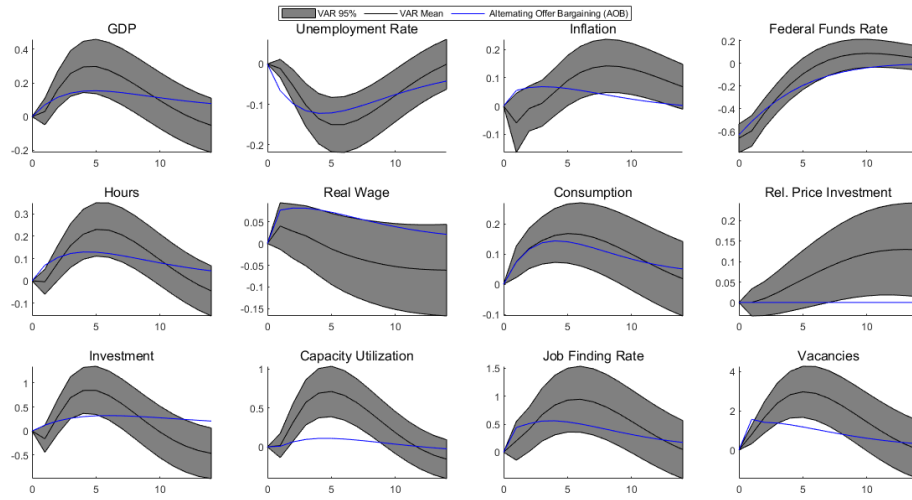 VAR 95% VAR Mean Alternating Offer Bargaining (AOB)
GDP
0.4
0.2
0
-0.2
0 5 10
Unemployment Rate
0
-0.1
-0.2
0 5 10
Inflation
0.2
0.1
0
0.1
0 5 10
Federal Funds Rate
0
-0.2
-0.4
-0.6
0 5 10
Hours
0.3
0.2
0.1
0
-0.1
0 5 10
Real Wage
0.05
0
-0.05
-0.1
-0.15
0 5 10
Consumption
0.2
0.1
0
-0.1
0 5 10
Rel. Price Investment
0.2
0.15
0.1
0.05
0
0 5 10
Investment
1
0.5
0
-0.5
0 5 10
Capacity Utilization
1
0.5
0
0 5 10
Job Finding Rate
1.5
1
0.5
0
0 5 10
Vacancies
4
2
0
0 5 10